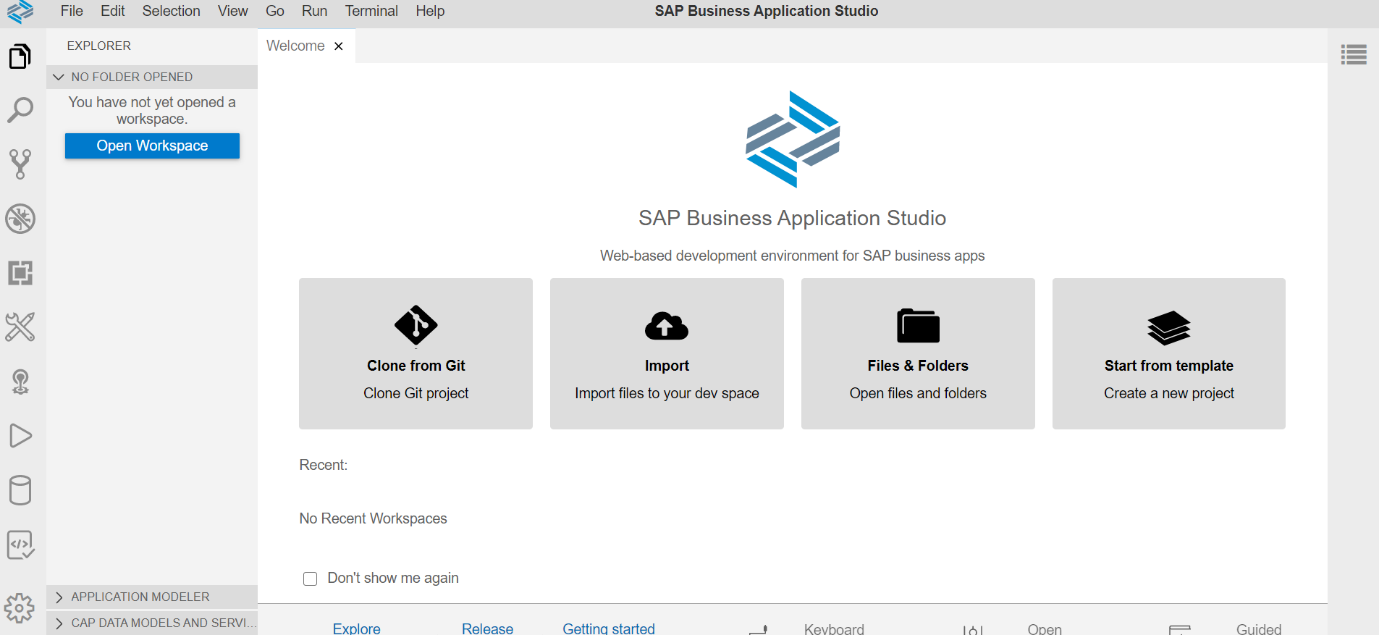 File Edit Selection View Go Run Terminal Help
SAP Business Application Studio
EXPLORER
NO FOLDER OPENED
You have not yet opened a
workspace.
Open Workspace
APPLICATION MODELER
CAP DATA MODELS AND SERVI...
Welcome
SAP Business Application Studio
Web-based development environment for SAP business apps
Clone from Git
Clone Git project
Import
Import files to your dev space
Files & Folders
Open files and folders
Start from template
Create a new project
Recent:
No Recent Workspaces
Don't show me again
Explore Release Getting started Keyboard Open Guided